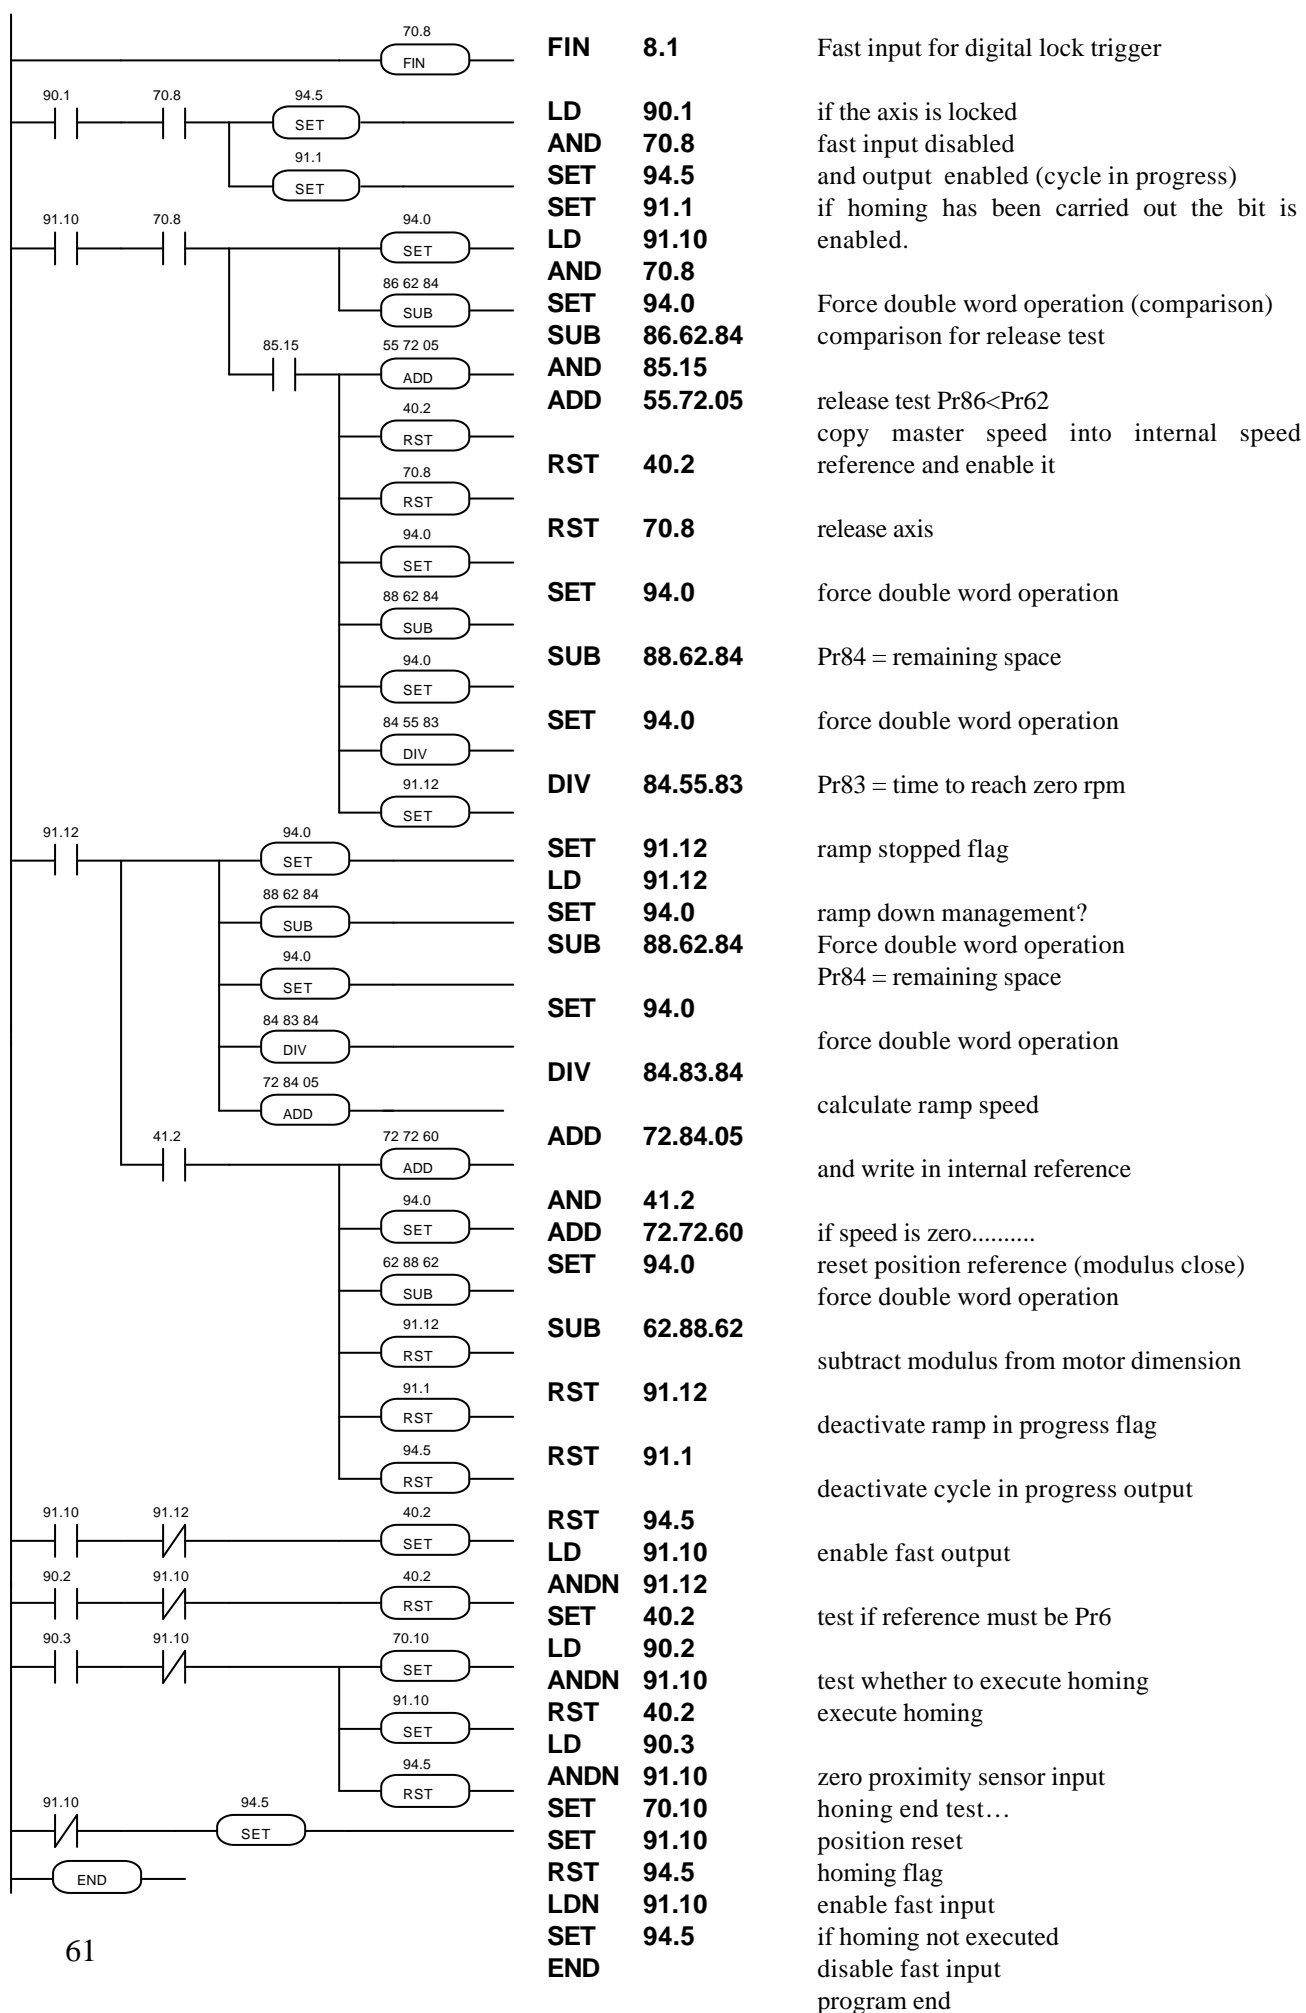 70.8
FIN
90.1 70.8 94.5
SET
91.1
SET
91.10 70.8 94.0
SET
86 62 84
SUB
85.15 55 72 05
ADD
40.2
RST
70.8
RST
94.0
SET
88 62 84
SUB
94.0
SET
84 55 83
DIV
91.12
SET
91.12 94.0
SET
88 62 84
SUB
94.0
SET
84 83 84
DIV
72 84 05
ADD
41.2 72 72 60
ADD
94.0
SET
62 88 62
SUB
91.12
RST
91.1
RST
94.5
RST
91.10 91.12 40.2
SET
90.2 91.10 40.2
RST
90.3 91.10 70.10
SET
91.10
SET
94.5
RST
91.10 94.5
SET
END
FIN 8.1 Fast input for digital lock trigger
LD 90.1 if the axis is locked
AND 70.8 fast input disabled
SET 94.5 and output enabled (cycle in progress)
SET 91.1 if homing has been carried out the bit is
LD 91.10 enabled.
AND 70.8
SET 94.0 Force double word operation (comparison)
SUB 86.62.84 comparison for release test
AND 85.15
ADD 55.72.05 release test Pr86<Pr62
copy master speed into internal speed
RST 40.2 reference and enable it
RST 70.8 release axis
SET 94.0 force double word operation
SUB 88.62.84 Pr84 = remaining space
SET 94.0 force double word operation
DIV 84.55.83 Pr83 = time to reach zero rpm
SET 91.12 ramp stopped flag
LD 91.12
SET 94.0 ramp down management?
SUB 88.62.84 Force double word operation
Pr84 = remaining space
SET 94.0
force double word operation
DIV 84.83.84
calculate ramp speed
ADD 72.84.05
and write in internal reference
AND 41.2
ADD 72.72.60 if speed is zero..........
SET 94.0 reset position reference (modulus close)
force double word operation
SUB 62.88.62
subtract modulus from motor dimension
RST 91.12
deactivate ramp in progress flag
RST 91.1
deactivate cycle in progress output
RST 94.5
LD 91.10 enable fast output
ANDN 91.12
SET 40.2 test if reference must be Pr6
LD 90.2
ANDN 91.10 test whether to execute homing
RST 40.2 execute homing
LD 90.3
ANDN 91.10 zero proximity sensor input
SET 70.10 honing end test…
SET 91.10 position reset
RST 94.5 homing flag
LDN 91.10 enable fast input
SET 94.5 if homing not executed
END disable fast input
program end
61